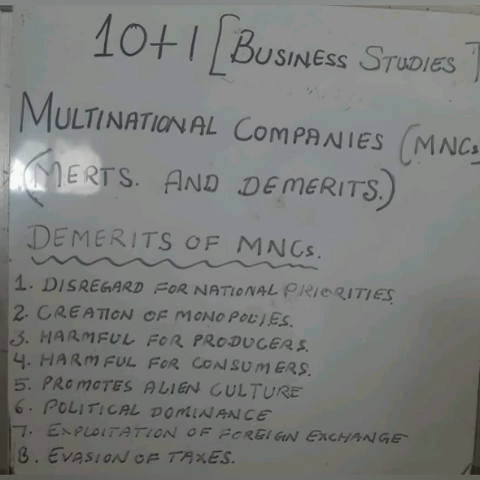 10+1 [BUSINESS STUDIES]
MULTINATIONAL COMPANIES (MNCs
(MERTS. AND DEMERITS.)
DEMERITS OF MNCs.
1. DISREGARD FOR NATIONAL PRIORITIES
2. CREATION OF MONOPOLIES.
3. HARMFUL FOR PRODUCERS.
4. HARMFUL FOR CONSUMERS.
5. PROMOTES ALIEN CULTURE
6. POLITICAL DOMINANCE
7. EXPLOITATION OF FOREIGN EXCHANGE
8. EVASION OF TAXES.